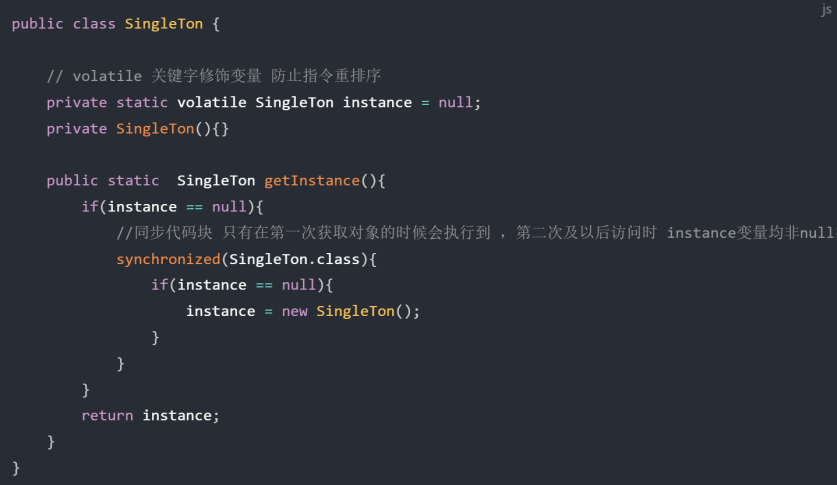 js
public class SingleTon {
    // volatile 关键字修饰变量 防止指令重排序
    private static volatile SingleTon instance = null;
    private SingleTon(){}
    public static  SingleTon getInstance(){
        if(instance == null){
            //同步代码块 只有在第一次获取对象的时候会执行到 ，第二次及以后访问时 instance变量均非null
            synchronized(SingleTon.class){
                if(instance == null){
                    instance = new SingleTon();
                }
            }
        }
        return instance;
    }
}